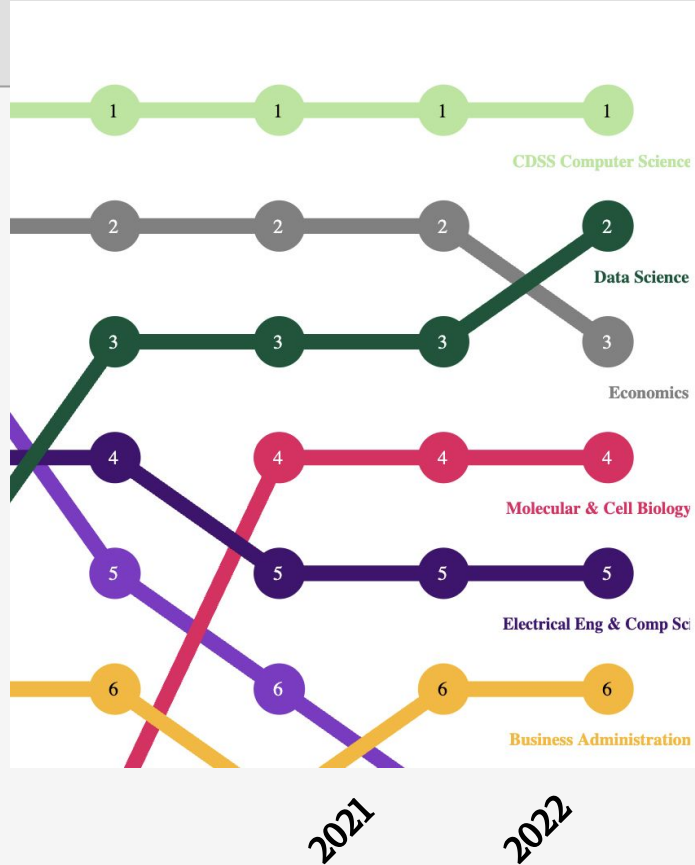 1 1 1 1
CDSS Computer Science
2 2 2 2
Data Science
3 3 3 3
Economics
4 4 4 4
Molecular & Cell Biology
5 5 5 5
Electrical Eng & Comp Sci
6 6 6 6
Business Administration
2021 2022